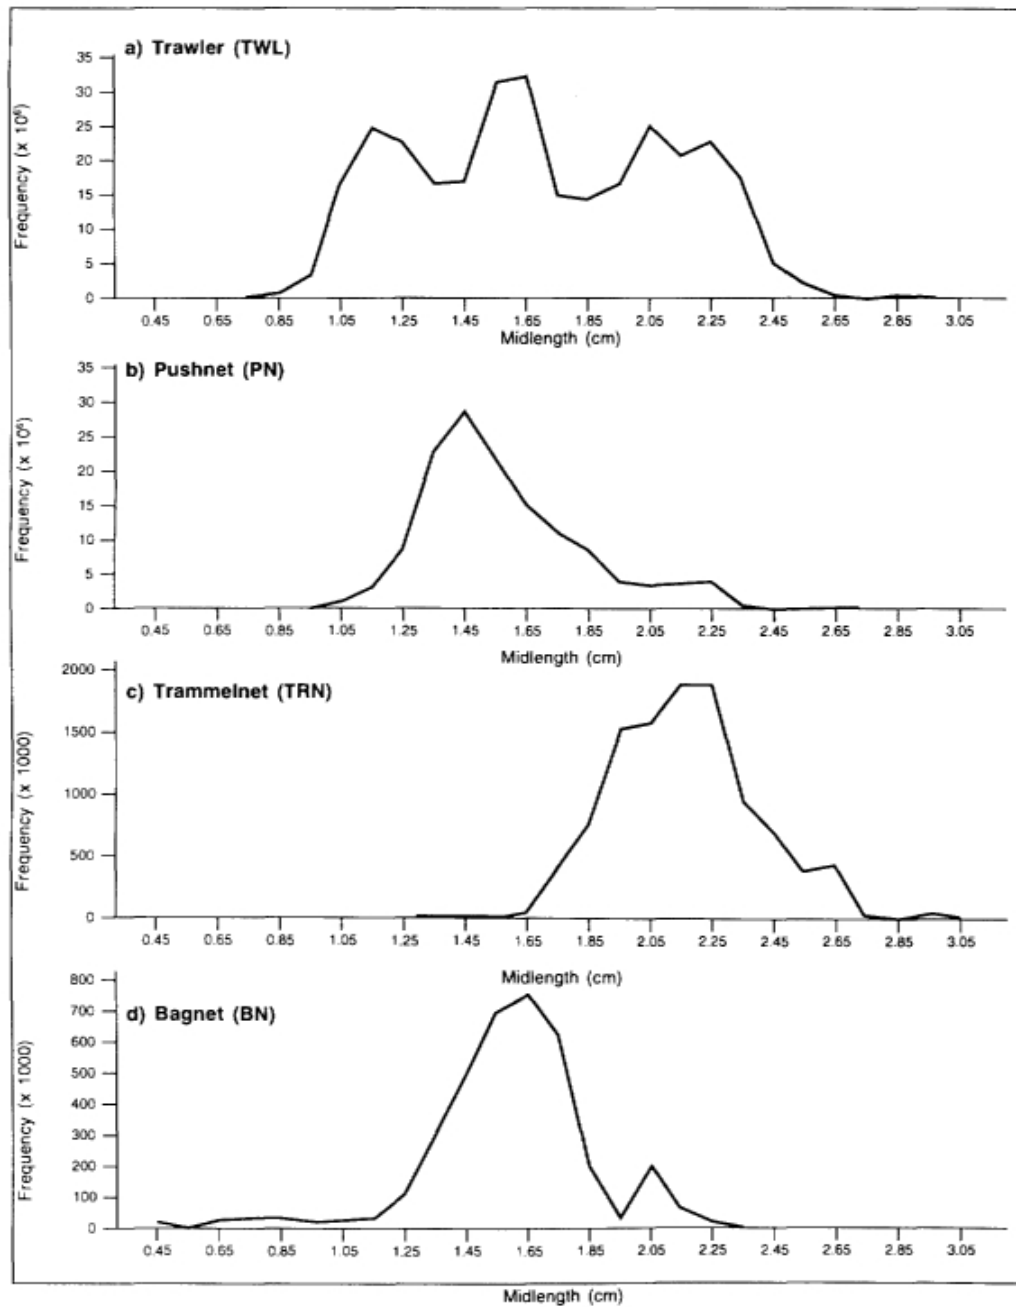 a) Trawler (TWL)
Frequency (x 10⁶)
35
30
25
20
15
10
5
0
0.45 0.65 0.85 1.05 1.25 1.45 1.65 1.85 2.05 2.25 2.45 2.65 2.85 3.05
Midlength (cm)
b) Pushnet (PN)
Frequency (x 10⁶)
35
30
25
20
15
10
5
0
0.45 0.65 0.85 1.05 1.25 1.45 1.65 1.85 2.05 2.25 2.45 2.65 2.85 3.05
Midlength (cm)
c) Trammelnet (TRN)
Frequency (x 1000)
2000
1500
1000
500
0
0.45 0.65 0.85 1.05 1.25 1.45 1.65 1.85 2.05 2.25 2.45 2.65 2.85 3.05
Midlength (cm)
d) Bagnet (BN)
Frequency (x 1000)
800
700
600
500
400
300
200
100
0
0.45 0.65 0.85 1.05 1.25 1.45 1.65 1.85 2.05 2.25 2.45 2.65 2.85 3.05
Midlength (cm)